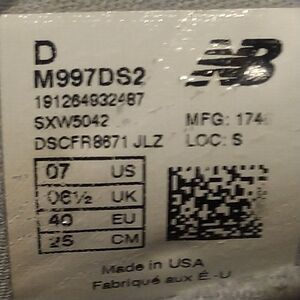 D
NB
M997DS2
191264932487
SXW5042 MFG: 174
DSCFR8671 JLZ LOC: S
07 US
06½ UK
40 EU
25 CM
Made in USA
Fabriqué aux É-U